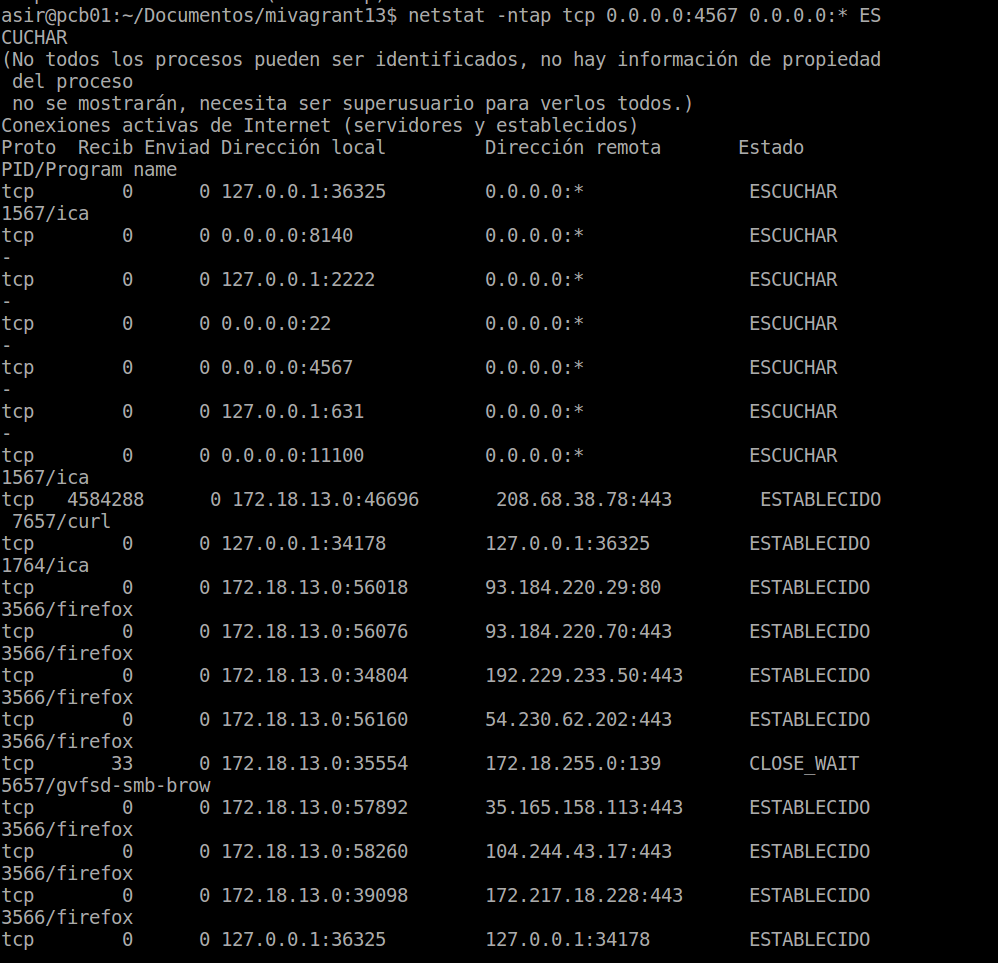 asir@pcb01:~/Documentos/mivagrant13$ netstat -ntap tcp 0.0.0.0:4567 0.0.0.0:* ES
CUCHAR
(No todos los procesos pueden ser identificados, no hay información de propiedad
 del proceso
 no se mostrarán, necesita ser superusuario para verlos todos.)
Conexiones activas de Internet (servidores y establecidos)
Proto  Recib Enviad Dirección local         Dirección remota       Estado
PID/Program name
tcp        0      0 127.0.0.1:36325         0.0.0.0:*               ESCUCHAR
1567/ica
tcp        0      0 0.0.0.0:8140            0.0.0.0:*               ESCUCHAR
-
tcp        0      0 127.0.0.1:2222          0.0.0.0:*               ESCUCHAR
-
tcp        0      0 0.0.0.0:22              0.0.0.0:*               ESCUCHAR
-
tcp        0      0 0.0.0.0:4567            0.0.0.0:*               ESCUCHAR
-
tcp        0      0 127.0.0.1:631           0.0.0.0:*               ESCUCHAR
-
tcp        0      0 0.0.0.0:11100           0.0.0.0:*               ESCUCHAR
1567/ica
tcp   4584288      0 172.18.13.0:46696       208.68.38.78:443        ESTABLECIDO
 7657/curl
tcp        0      0 127.0.0.1:34178         127.0.0.1:36325         ESTABLECIDO
1764/ica
tcp        0      0 172.18.13.0:56018       93.184.220.29:80        ESTABLECIDO
3566/firefox
tcp        0      0 172.18.13.0:56076       93.184.220.70:443       ESTABLECIDO
3566/firefox
tcp        0      0 172.18.13.0:34804       192.229.233.50:443      ESTABLECIDO
3566/firefox
tcp        0      0 172.18.13.0:56160       54.230.62.202:443       ESTABLECIDO
3566/firefox
tcp       33      0 172.18.13.0:35554       172.18.255.0:139        CLOSE_WAIT
5657/gvfsd-smb-brow
tcp        0      0 172.18.13.0:57892       35.165.158.113:443      ESTABLECIDO
3566/firefox
tcp        0      0 172.18.13.0:58260       104.244.43.17:443       ESTABLECIDO
3566/firefox
tcp        0      0 172.18.13.0:39098       172.217.18.228:443      ESTABLECIDO
3566/firefox
tcp        0      0 127.0.0.1:36325         127.0.0.1:34178         ESTABLECIDO